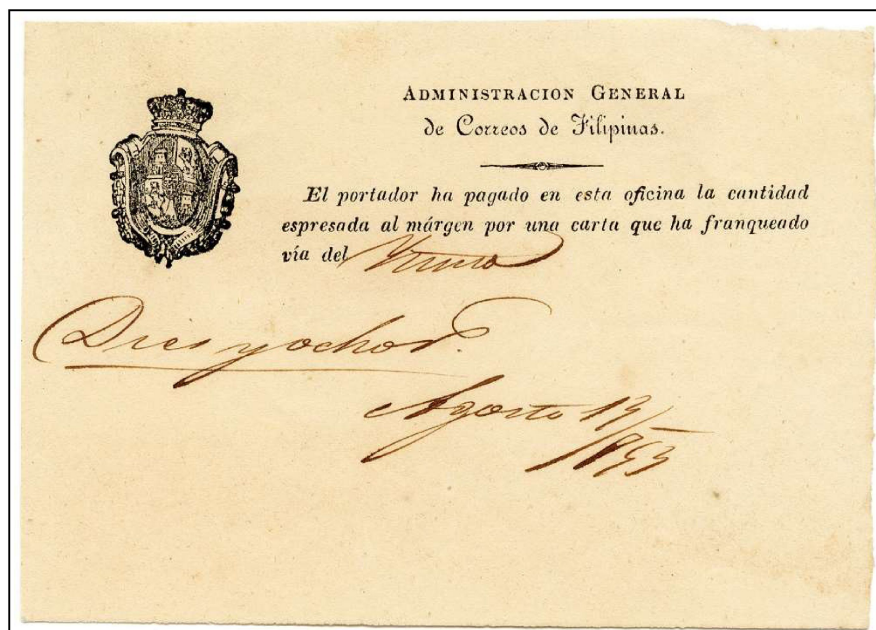 ADMINISTRACION GENERAL
de Correos de Filipinas.
El portador ha pagado en esta oficina la cantidad
espresada al márgen por una carta que ha franqueado
vía del
Dies y ocho r.
Agosto 13/853